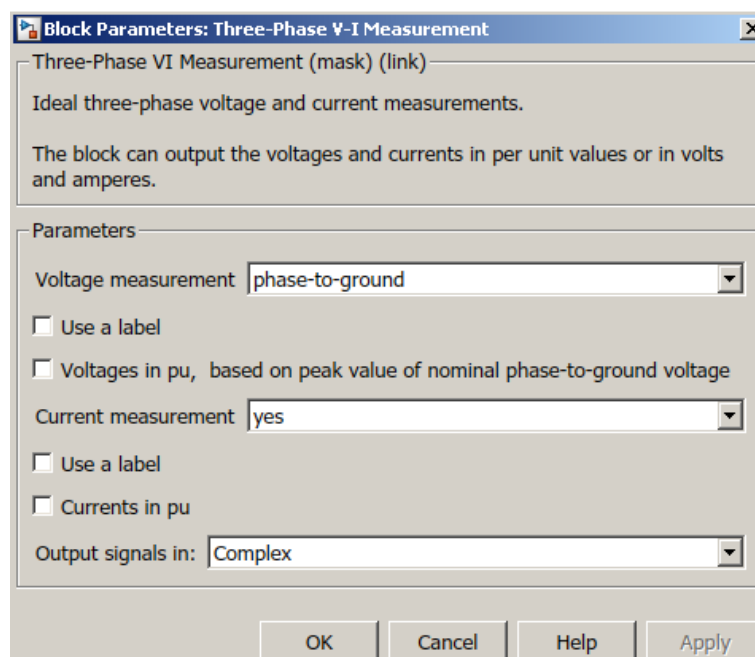 Block Parameters: Three-Phase V-I Measurement
Three-Phase VI Measurement (mask) (link)
Ideal three-phase voltage and current measurements.
The block can output the voltages and currents in per unit values or in volts
and amperes.
Parameters
Voltage measurement phase-to-ground
Use a label
Voltages in pu, based on peak value of nominal phase-to-ground voltage
Current measurement yes
Use a label
Currents in pu
Output signals in: Complex
OK Cancel Help Apply